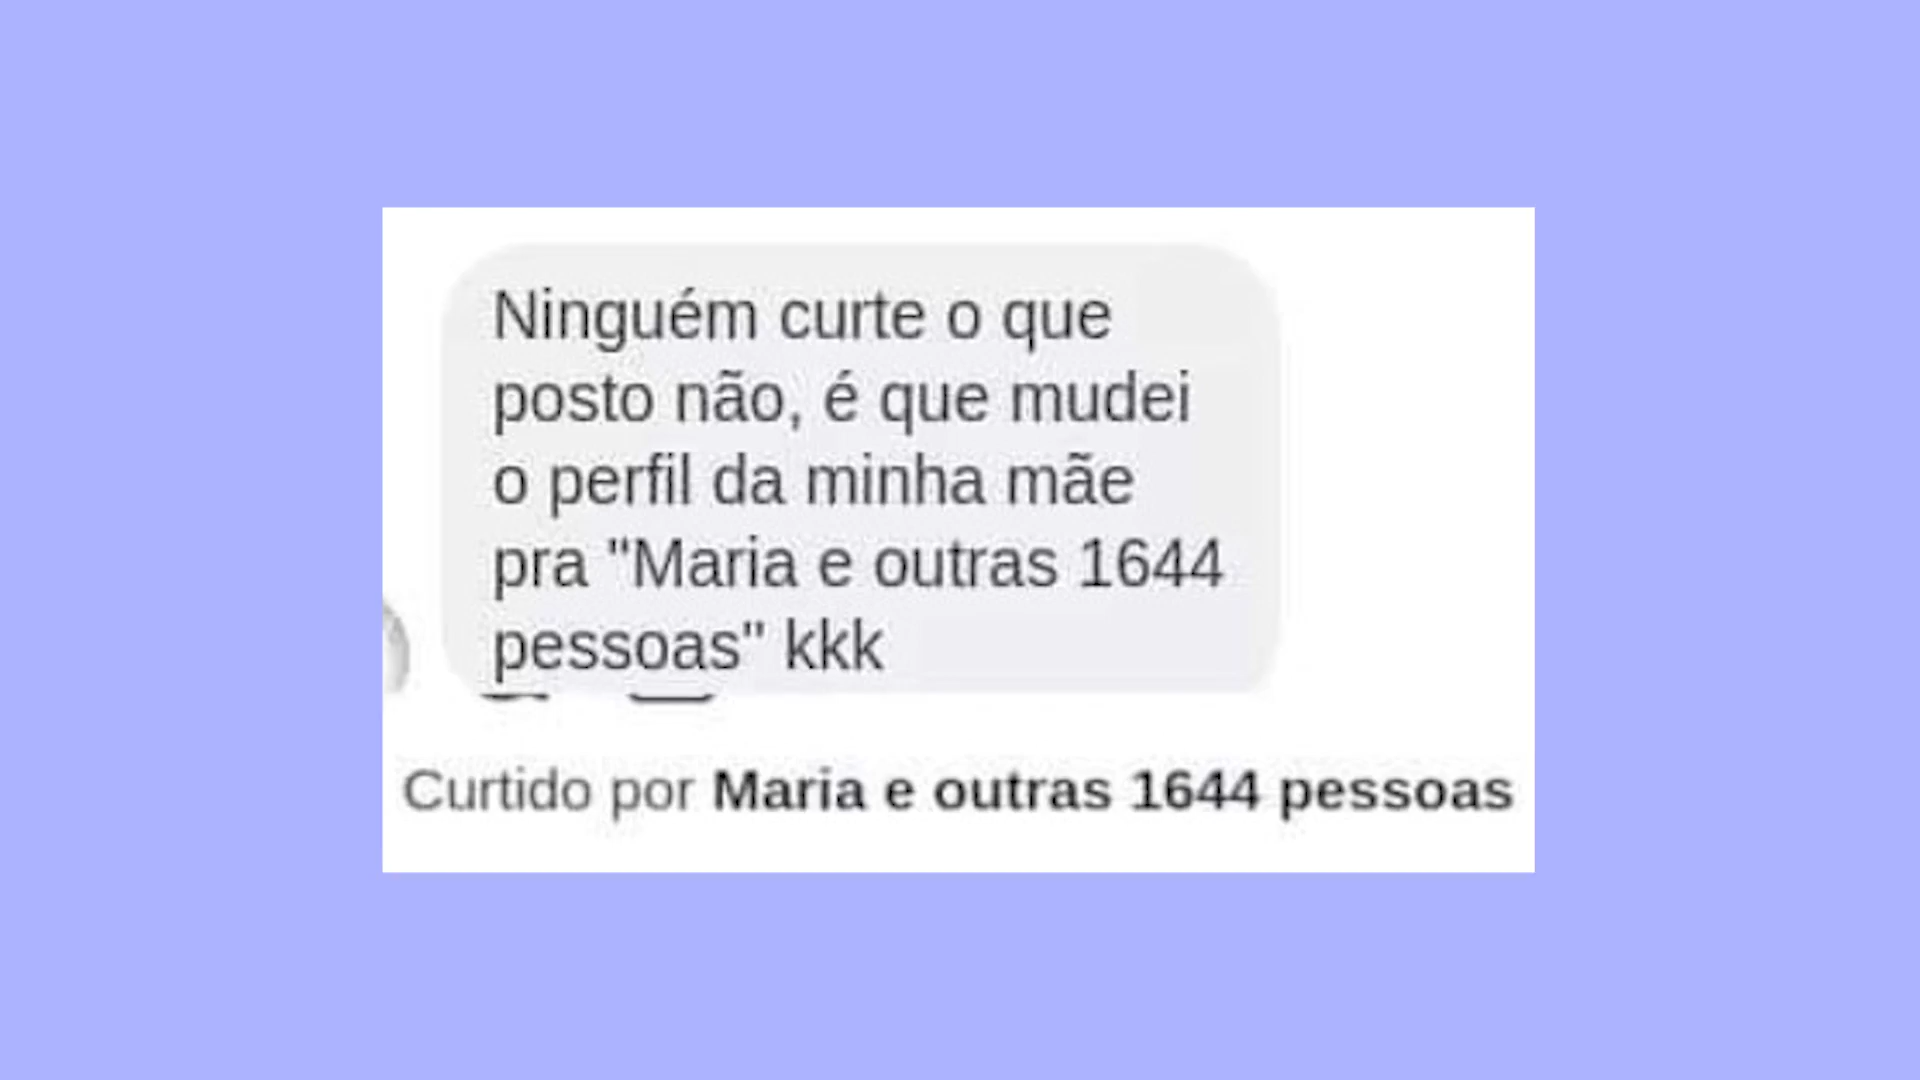 Ninguém curte o que
posto não, é que mudei
o perfil da minha mãe
pra "Maria e outras 1644
pessoas" kkk
Curtido por Maria e outras 1644 pessoas